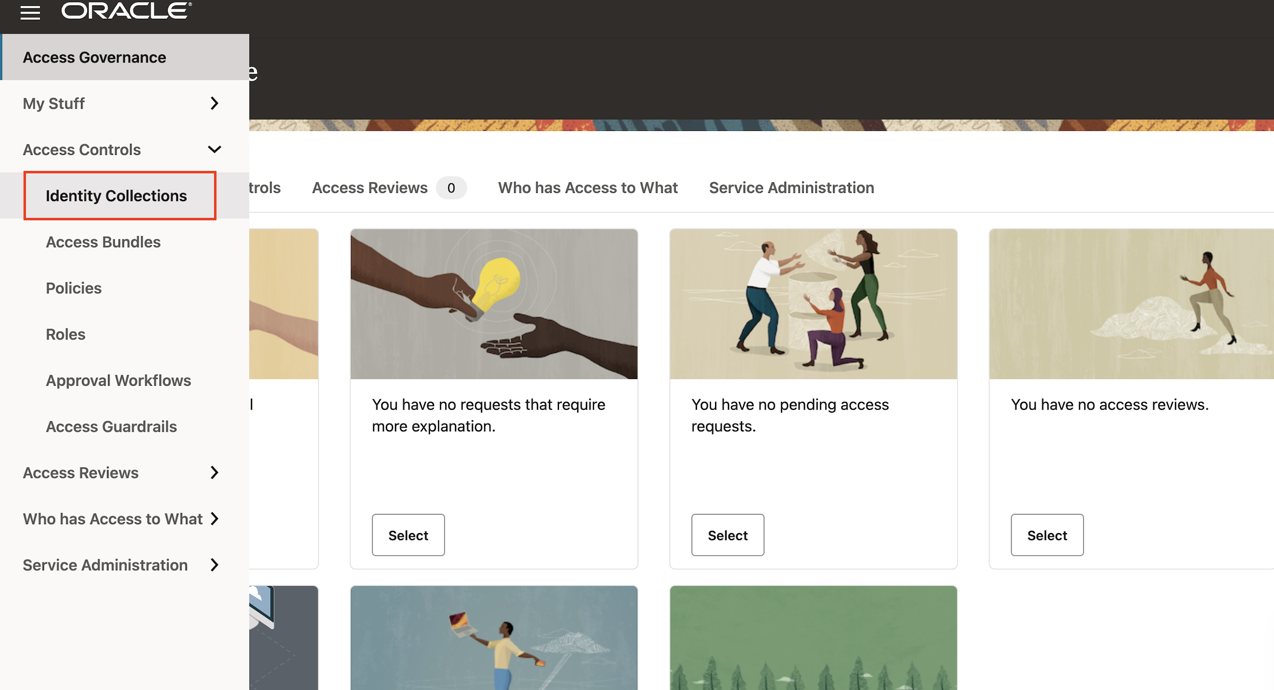 ORACLE
Access Governance
My Stuff
Access Controls
Identity Collections
Access Bundles
Policies
Roles
Approval Workflows
Access Guardrails
Access Reviews
Who has Access to What
Service Administration
e
trols
Access Reviews 0
Who has Access to What
Service Administration
You have no requests that require
more explanation.
Select
You have no pending access
requests.
Select
You have no access reviews.
Select